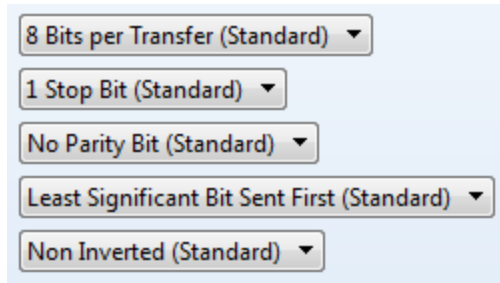 8 Bits per Transfer (Standard)
1 Stop Bit (Standard)
No Parity Bit (Standard)
Least Significant Bit Sent First (Standard)
Non Inverted (Standard)